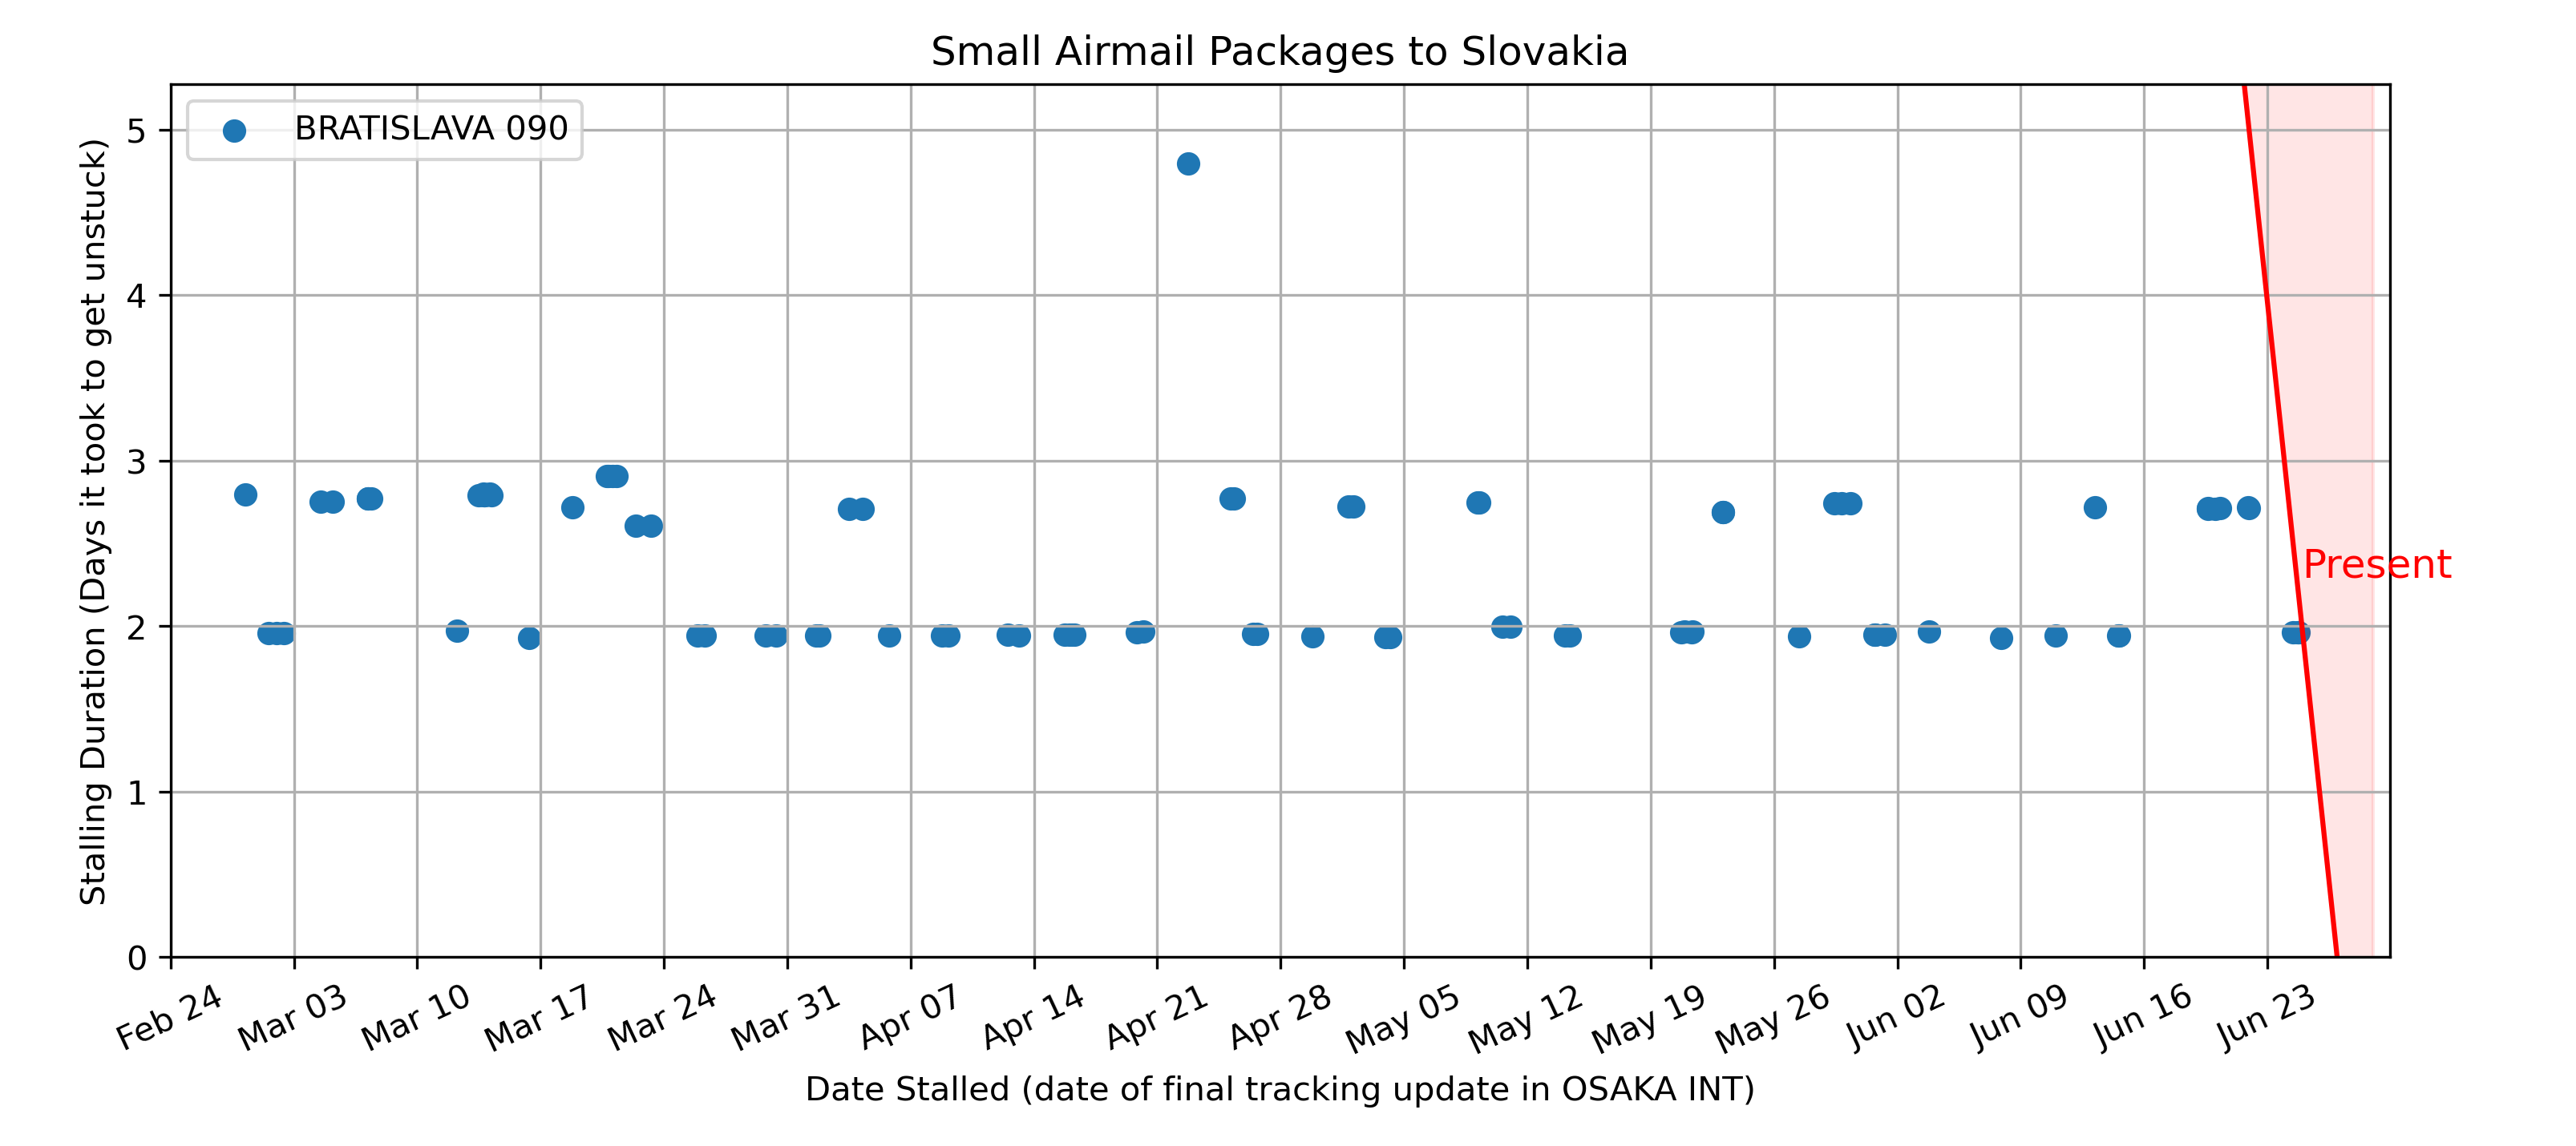 Small Airmail Packages to Slovakia
BRATISLAVA 090
Stalling Duration (Days it took to get unstuck)
5
4
3
2
1
0
Present
Feb 24
Mar 03
Mar 10
Mar 17
Mar 24
Mar 31
Apr 07
Apr 14
Apr 21
Apr 28
May 05
May 12
May 19
May 26
Jun 02
Jun 09
Jun 16
Jun 23
Date Stalled (date of final tracking update in OSAKA INT)